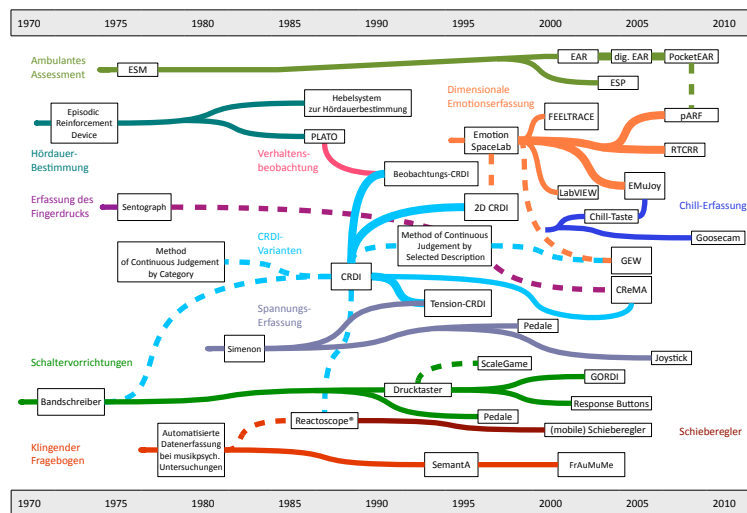 1970 1975 1980 1985 1990 1995 2000 2005 2010
Ambulantes
Assessment
ESM
EAR
dig. EAR
PocketEAR
ESP
Dimensionale
Emotionserfassung
Hebelsystem
zur Hördauerbestimmung
Episodic
Reinforcement
Device
PLATO
FEELTRACE
pARF
Emotion
SpaceLab
RTCRR
Hördauer-
Bestimmung
Verhaltens-
beobachtung
Beobachtungs-CRDI
LabVIEW
EMuJoy
Erfassung des
Fingerdrucks
Sentograph
2D CRDI
Chill-Taste
Chill-Erfassung
Goosecam
CRDI-
Varianten
Method
of Continuous Judgement
by Category
Method of Continuous
Judgement by
Selected Description
GEW
CRDI
CReMA
Spannungs-
Erfassung
Tension-CRDI
Simenon
Pedale
Joystick
Schaltervorrichtungen
ScaleGame
GORDI
Bandschreiber
Drucktaster
Response Buttons
Reactoscope®
Pedale
(mobile) Schieberegler
Schieberegler
Klingender
Fragebogen
Automatisierte
Datenerfassung
bei musikpsych.
Untersuchungen
SemantA
FrAuMuMe
1970 1975 1980 1985 1990 1995 2000 2005 2010